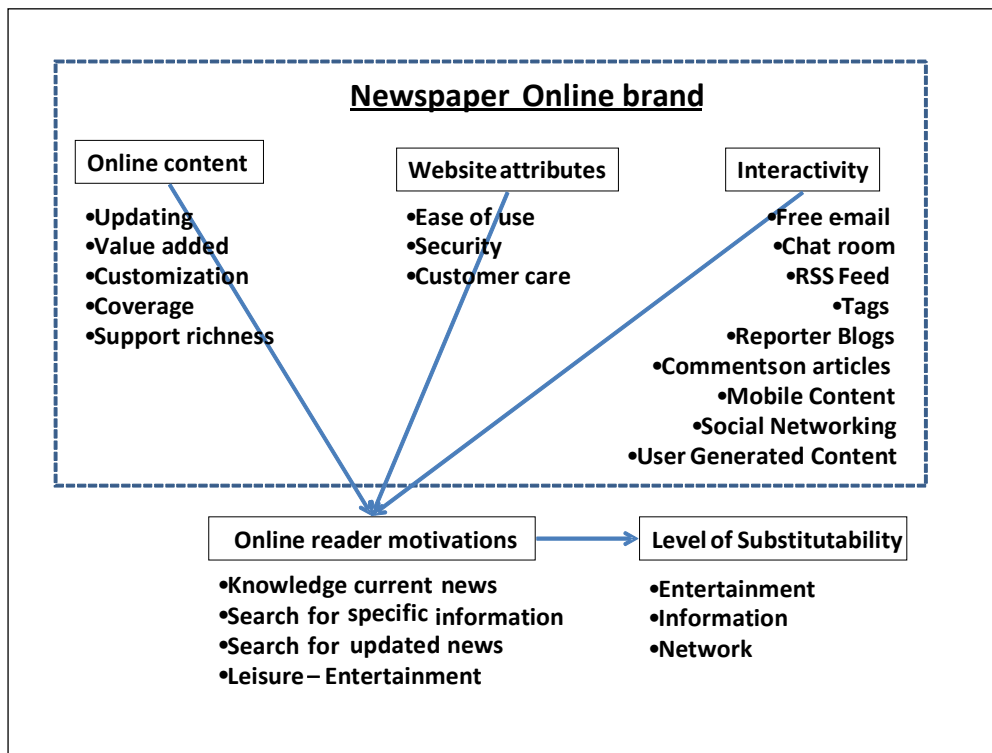 Newspaper Online brand
Online content
•Updating
•Value added
•Customization
•Coverage
•Support richness
Website attributes
•Ease of use
•Security
•Customer care
Interactivity
•Free email
•Chat room
•RSS Feed
•Tags
•Reporter Blogs
•Commentson articles
•Mobile Content
•Social Networking
•User Generated Content
Online reader motivations
•Knowledge current news
•Search for specific information
•Search for updated news
•Leisure – Entertainment
Level of Substitutability
•Entertainment
•Information
•Network